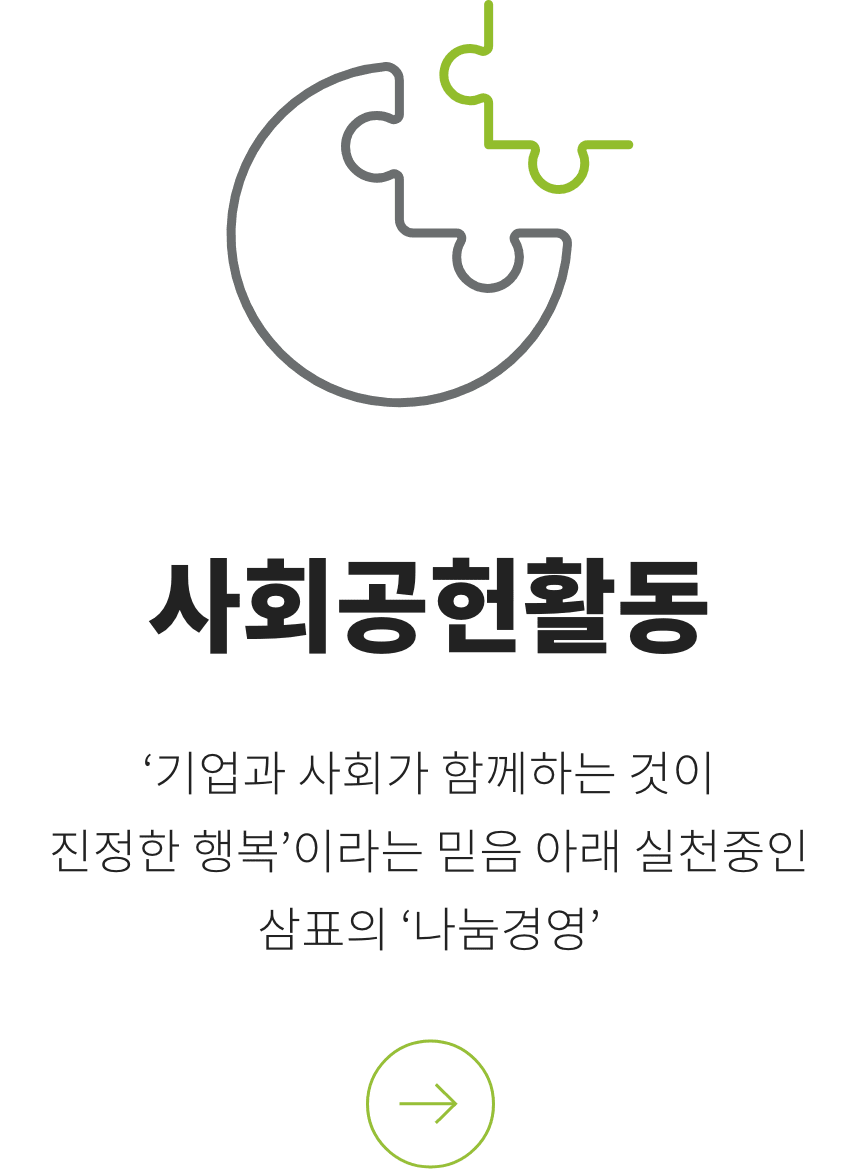 사회공헌활동
‘기업과 사회가 함께하는 것이
진정한 행복’이라는 믿음 아래 실천중인
삼표의 ‘나눔경영’